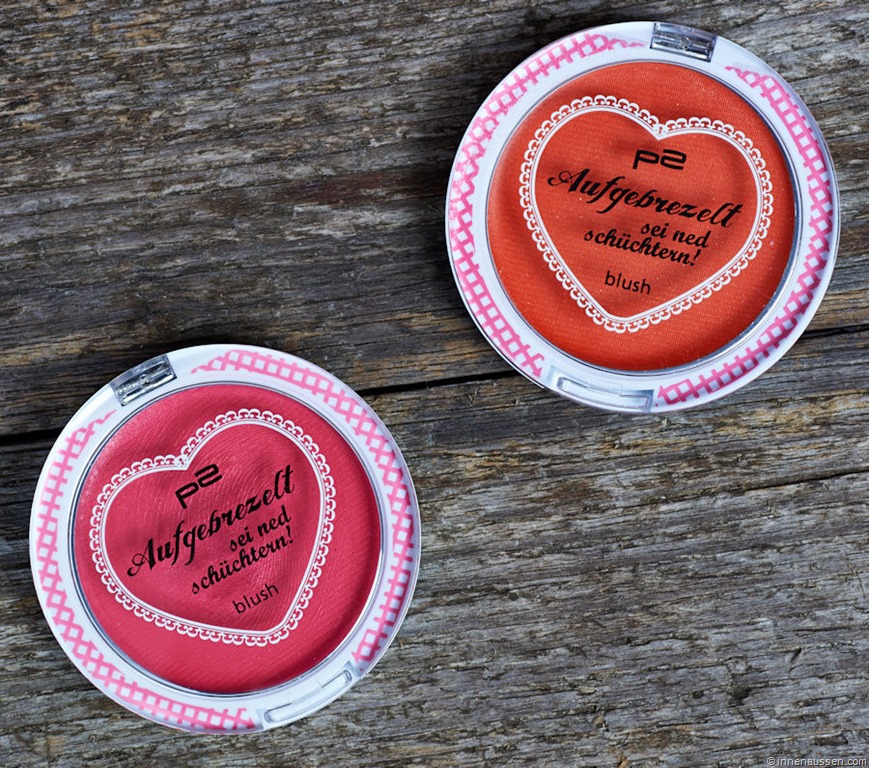 p2
Aufgebrezelt
sei ned
schüchtern!
blush
p2
Aufgebrezelt
sei ned
schüchtern!
blush
© innenaussen.com